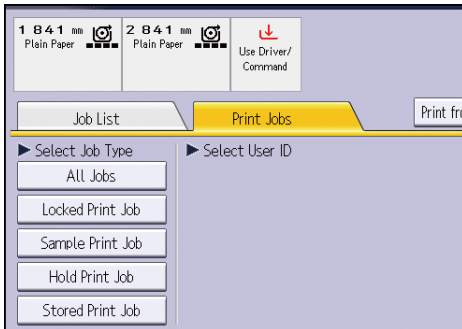 1 841 mm
Plain Paper
2 841 mm
Plain Paper
Use Driver/
Command
Job List
Print Jobs
Print fr
▶ Select Job Type
▶ Select User ID
All Jobs
Locked Print Job
Sample Print Job
Hold Print Job
Stored Print Job